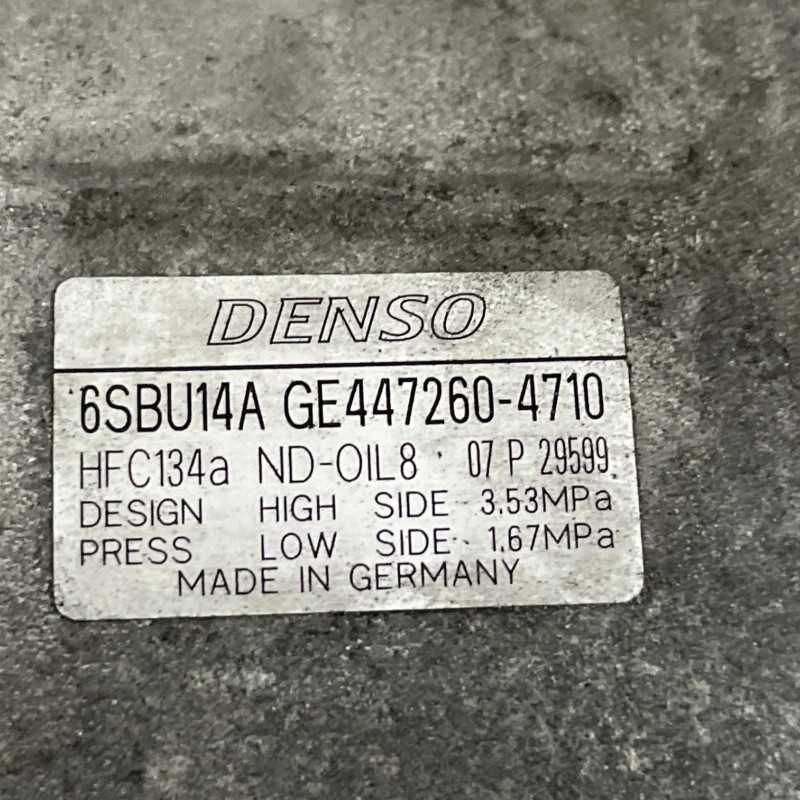 DENSO
6SBU14A GE447260-4710
HFC134a ND-OIL8 07 P 29599
DESIGN HIGH SIDE 3.53MPa
PRESS LOW SIDE 1.67MPa
MADE IN GERMANY